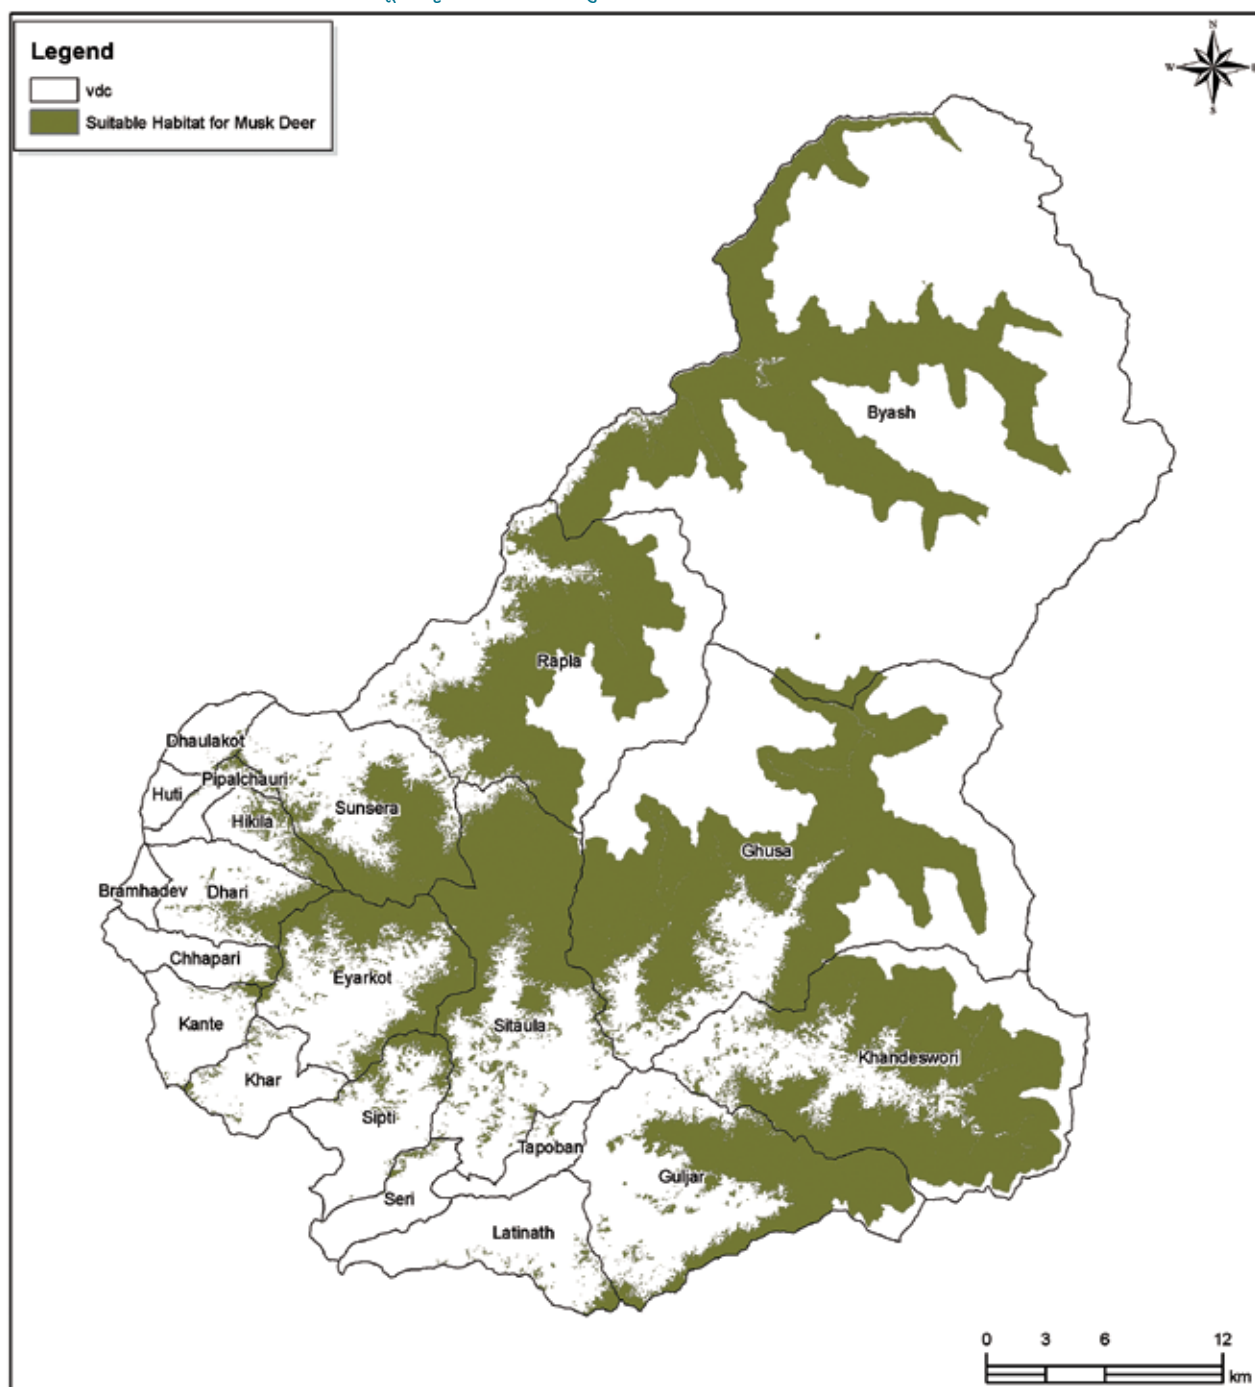 Legend
vdc
Suitable Habitat for Musk Deer
N
W
S
Byash
Rapla
Dhaulakot
Pipalchauri
Huti
Sunsera
Hikila
Ghusa
Bramhadev
Dhari
Chhapari
Eyarkot
Kante
Sitaula
Khandeswori
Khar
Sipti
Tapoban
Guljar
Seri
Latinath
0 3 6 12
km